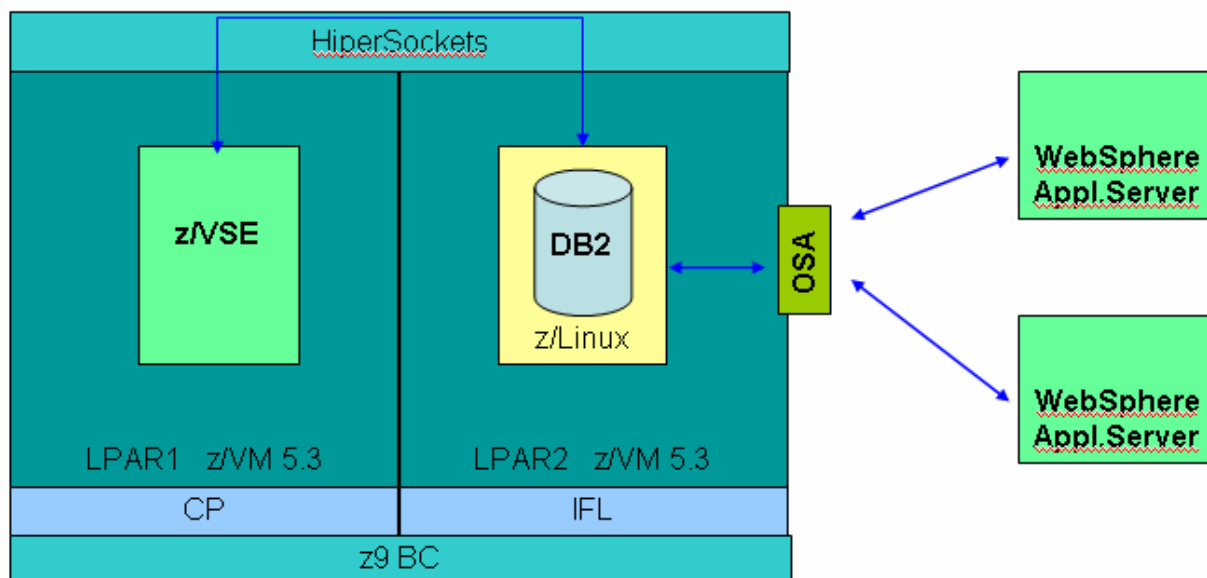 HiperSockets
z/VSE
DB2
z/Linux
OSA
WebSphere
Appl.Server
WebSphere
Appl.Server
LPAR1 z/VM 5.3
LPAR2 z/VM 5.3
CP
IFL
z9 BC